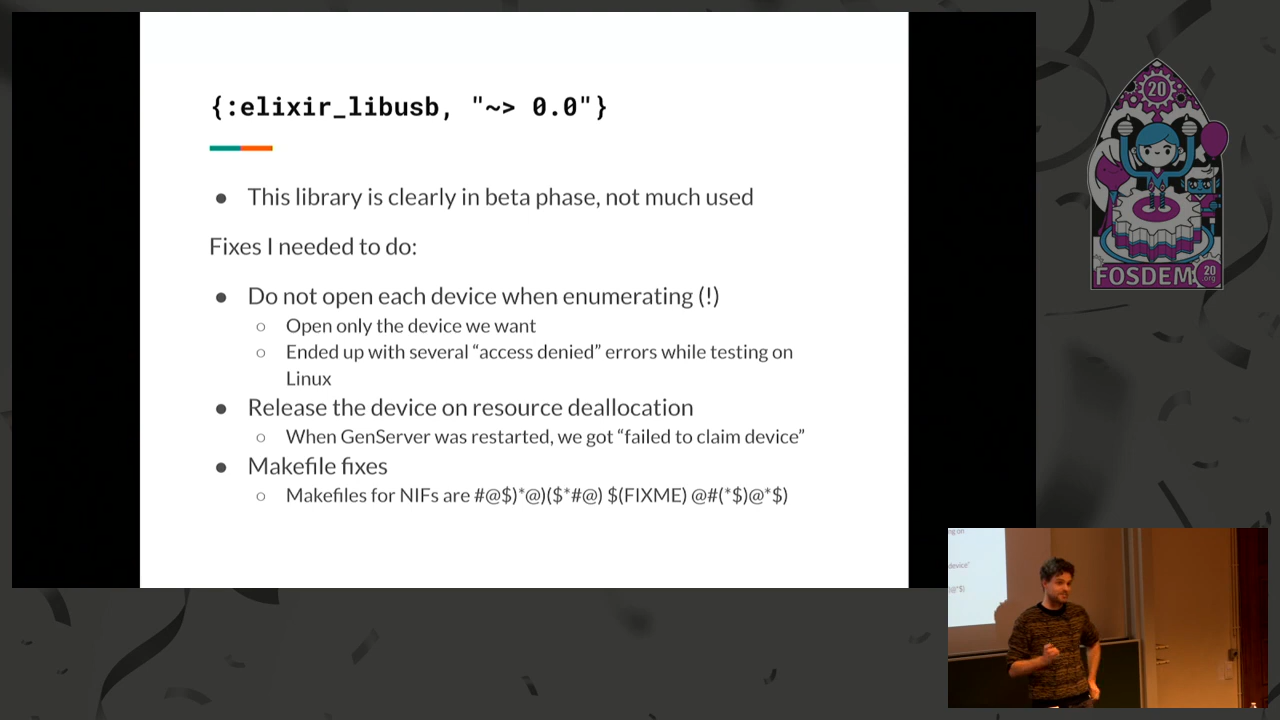 {:elixir_libusb, "~> 0.0"}
● This library is clearly in beta phase, not much used
Fixes I needed to do:
● Do not open each device when enumerating (!)
○ Open only the device we want
○ Ended up with several “access denied” errors while testing on
Linux
● Release the device on resource deallocation
○ When GenServer was restarted, we got “failed to claim device”
● Makefile fixes
○ Makefiles for NIFs are #@$)*@)($*#@) $(FIXME) @#(*$)@*$)
20
FOSDEM
20
.org